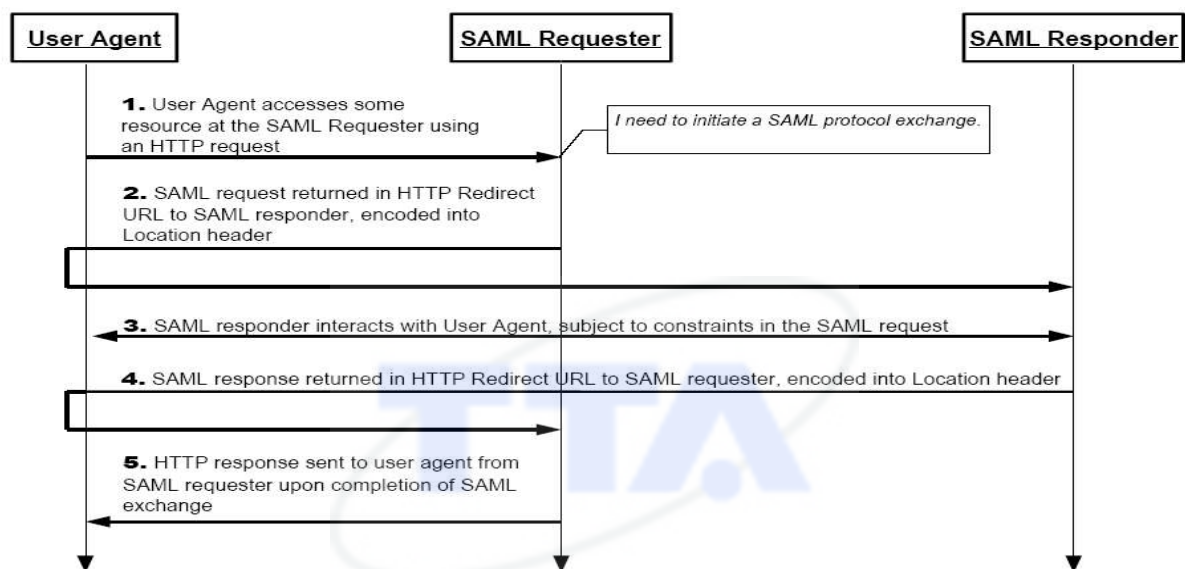 User Agent
SAML Requester
SAML Responder
1. User Agent accesses some
resource at the SAML Requester using
an HTTP request
I need to initiate a SAML protocol exchange.
2. SAML request returned in HTTP Redirect
URL to SAML responder, encoded into
Location header
3. SAML responder interacts with User Agent, subject to constraints in the SAML request
4. SAML response returned in HTTP Redirect URL to SAML requester, encoded into Location header
5. HTTP response sent to user agent from
SAML requester upon completion of SAML
exchange
TTA